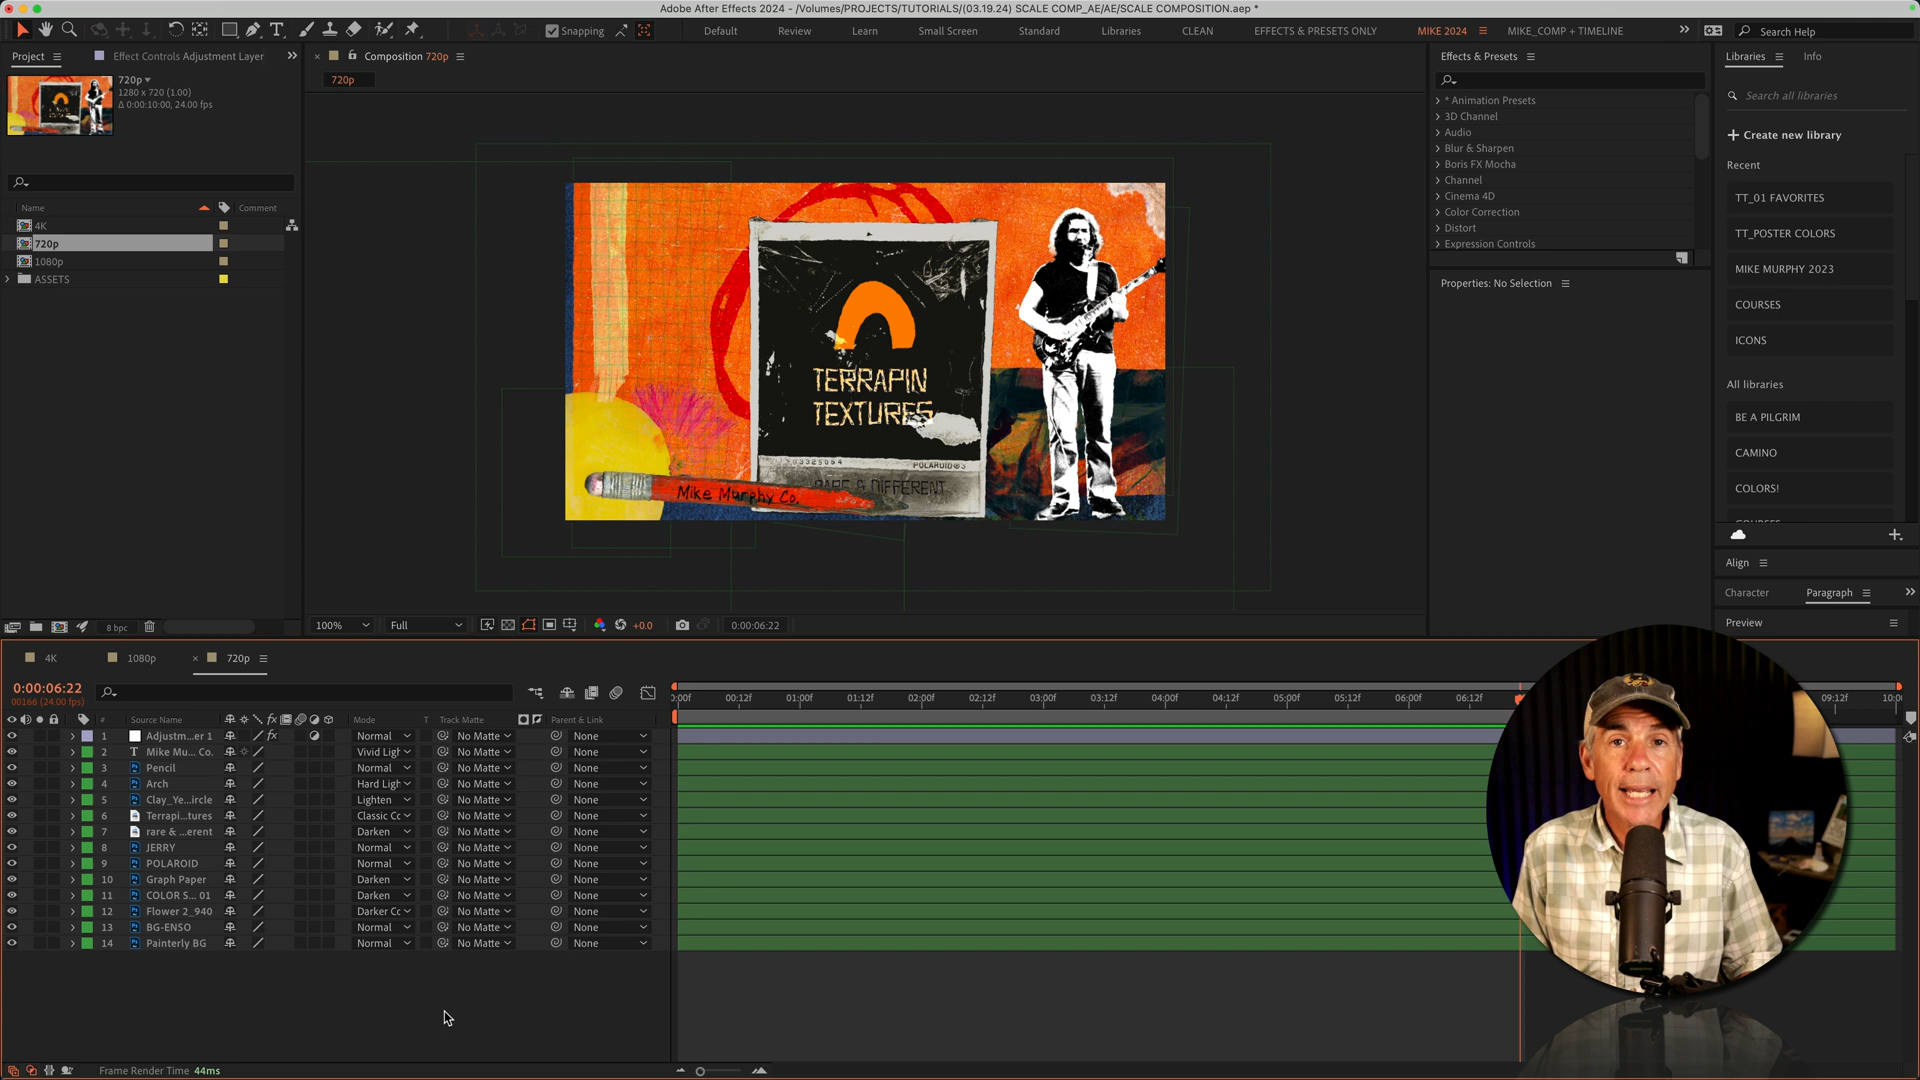 Adobe After Effects 2024 - /Volumes/PROJECTS/TUTORIALS/(03.19.24) SCALE COMP_AE/AE/SCALE COMPOSITION.aep *
Snapping
Default
Review
Learn
Small Screen
Standard
Libraries
CLEAN
EFFECTS & PRESETS ONLY
MIKE 2024
MIKE_COMP + TIMELINE
Search Help
Project
Effect Controls Adjustment Layer
720p
1280 x 720 (1.00)
Δ 0:00:10:00, 24.00 fps
Name
Comment
4K
720p
1080p
ASSETS
8 bpc
Composition 720p
720p
TERRAPIN
TEXTURES
POLAROID®3
RARE & DIFFERENT
Mike Murphy Co.
100%
Full
+0.0
0:00:06:22
Effects & Presets
* Animation Presets
3D Channel
Audio
Blur & Sharpen
Boris FX Mocha
Channel
Cinema 4D
Color Correction
Distort
Expression Controls
Properties: No Selection
Libraries
Info
Search all libraries
Create new library
Recent
TT_01 FAVORITES
TT_POSTER COLORS
MIKE MURPHY 2023
COURSES
ICONS
All libraries
BE A PILGRIM
CAMINO
COLORS!
Align
Character
Paragraph
Preview
4K
1080p
720p
0:00:06:22
00166 (24.00 fps)
0:00f 00:12f 01:00f 01:12f 02:00f 02:12f 03:00f 03:12f 04:00f 04:12f 05:00f 05:12f 06:00f 06:12f 09:12f 10:0
# Source Name fx Mode T Track Matte Parent & Link
1 Adjustm...er 1 fx Normal No Matte None
2 T Mike Mu... Co. Vivid Ligh No Matte None
3 Pencil Normal No Matte None
4 Arch Hard Ligh No Matte None
5 Clay_Ye...ircle Lighten No Matte None
6 Terrapi...tures Classic Cc No Matte None
7 rare & ...erent Darken No Matte None
8 JERRY Normal No Matte None
9 POLAROID Normal No Matte None
10 Graph Paper Darken No Matte None
11 COLOR S... 01 Darken No Matte None
12 Flower 2_940 Darker Cc No Matte None
13 BG-ENSO Normal No Matte None
14 Painterly BG Normal No Matte None
Frame Render Time 44ms